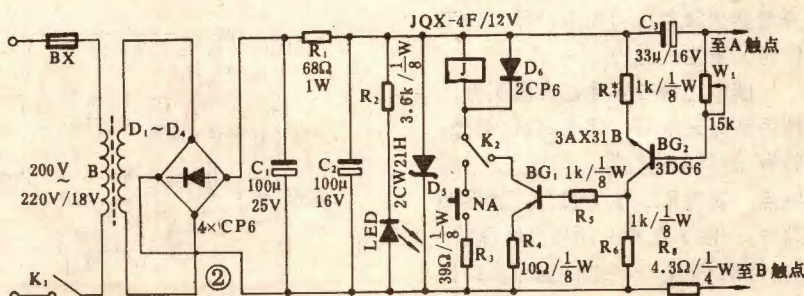 JQX-4F/12V
BX
200V
~
220V/18V
B
D₁~D₄
4×CP6
K₁
②
R₁
68Ω
1W
C₁
100μ
25V
C₂
100μ
16V
R₂
3.6k/⅛W
2CW21H
LED
D₅
J
D₆
2CP6
K₂
NA
39Ω/⅛W
R₃
BG₁
R₄
10Ω/⅛W
1k/⅛W
R₅
C₃
33μ/16V
至A触点
R₇*
1k/⅛W
W₁
15k
3AX31B
BG₂
3DG6
1k/⅛W
R₆
R₈
4.3Ω/¼W
至B触点